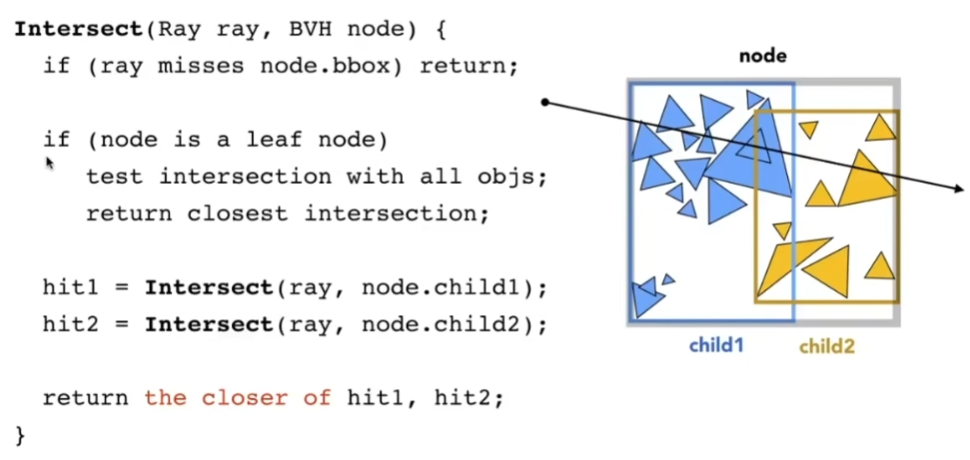 Intersect(Ray ray, BVH node) {
if (ray misses node.bbox) return;
if (node is a leaf node)
test intersection with all objs;
return closest intersection;
hit1 = Intersect(ray, node.child1);
hit2 = Intersect(ray, node.child2);
return the closer of hit1, hit2;
}
node
child1
child2